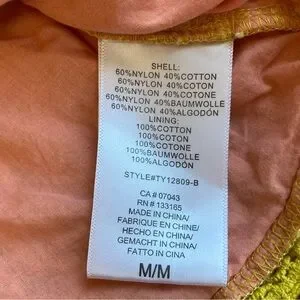 SHELL:
60%NYLON 40%COTTON
60%NYLON 40%COTON
60%NYLON 40%COTONE
60%NYLON 40%BAUMWOLLE
60%NYLON 40%ALGODÓN
LINING:
100%COTTON
100%COTON
100%COTONE
100%BAUMWOLLE
100%ALGODÓN
STYLE#TY12809-B
CA# 07043
RN# 133165
MADE IN CHINA/
FABRIQUE EN CHINE/
HECHO EN CHINA/
GEMACHT IN CHINA/
FATTO IN CINA
M/M